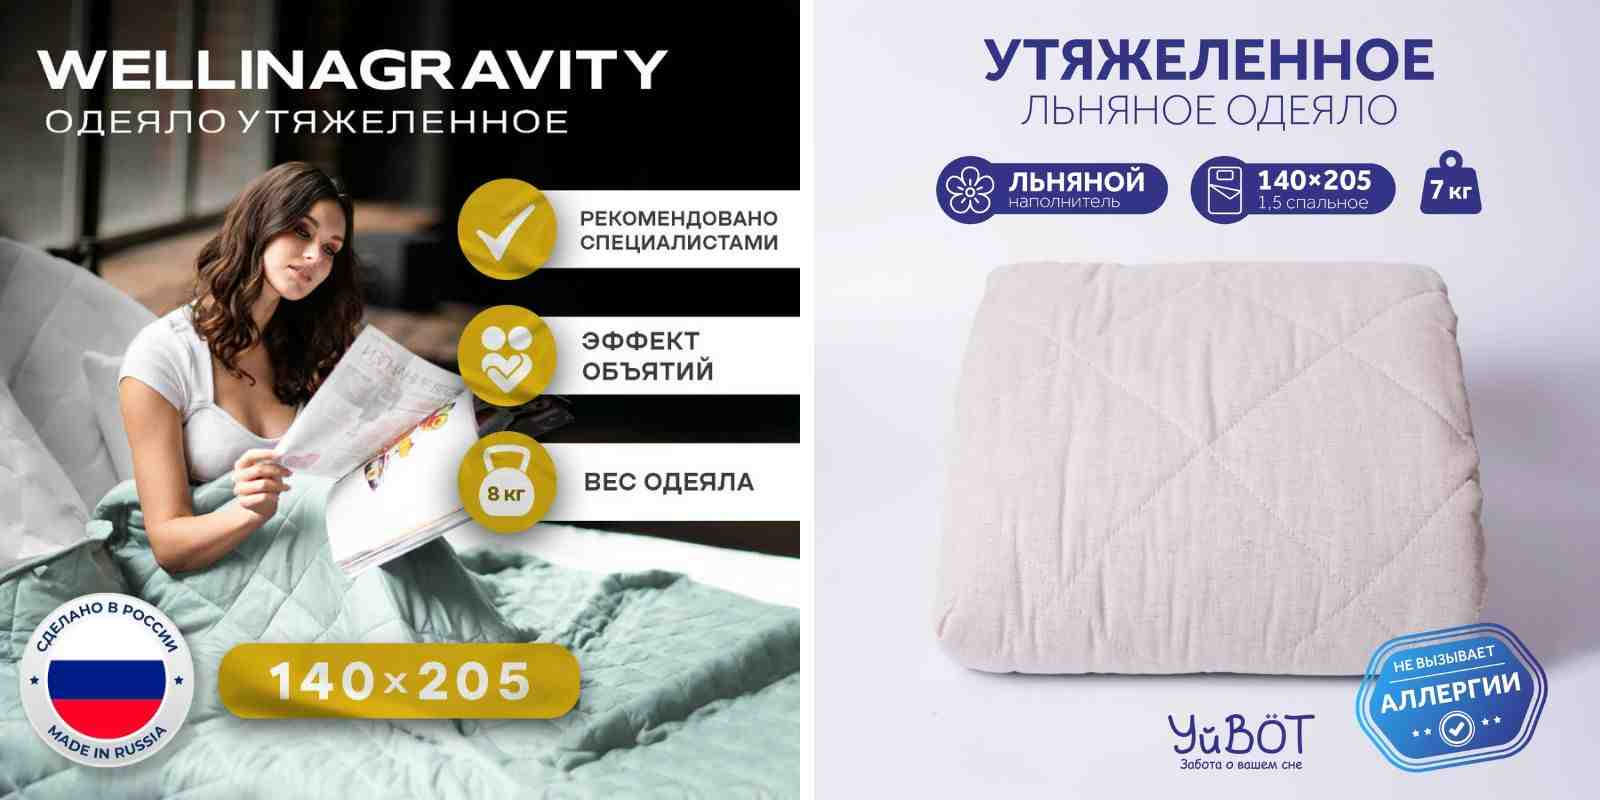 WELLINAGRAVITY
ОДЕЯЛО УТЯЖЕЛЕННОЕ
РЕКОМЕНДОВАНО
СПЕЦИАЛИСТАМИ
ЭФФЕКТ
ОБЪЯТИЙ
8 кг
ВЕС ОДЕЯЛА
СДЕЛАНО В РОССИИ
MADE IN RUSSIA
140×205
УТЯЖЕЛЕННОЕ
ЛЬНЯНОЕ ОДЕЯЛО
ЛЬНЯНОЙ
наполнитель
140×205
1,5 спальное
7 кг
НЕ ВЫЗЫВАЕТ
АЛЛЕРГИИ
УйВÖТ
Забота о вашем сне